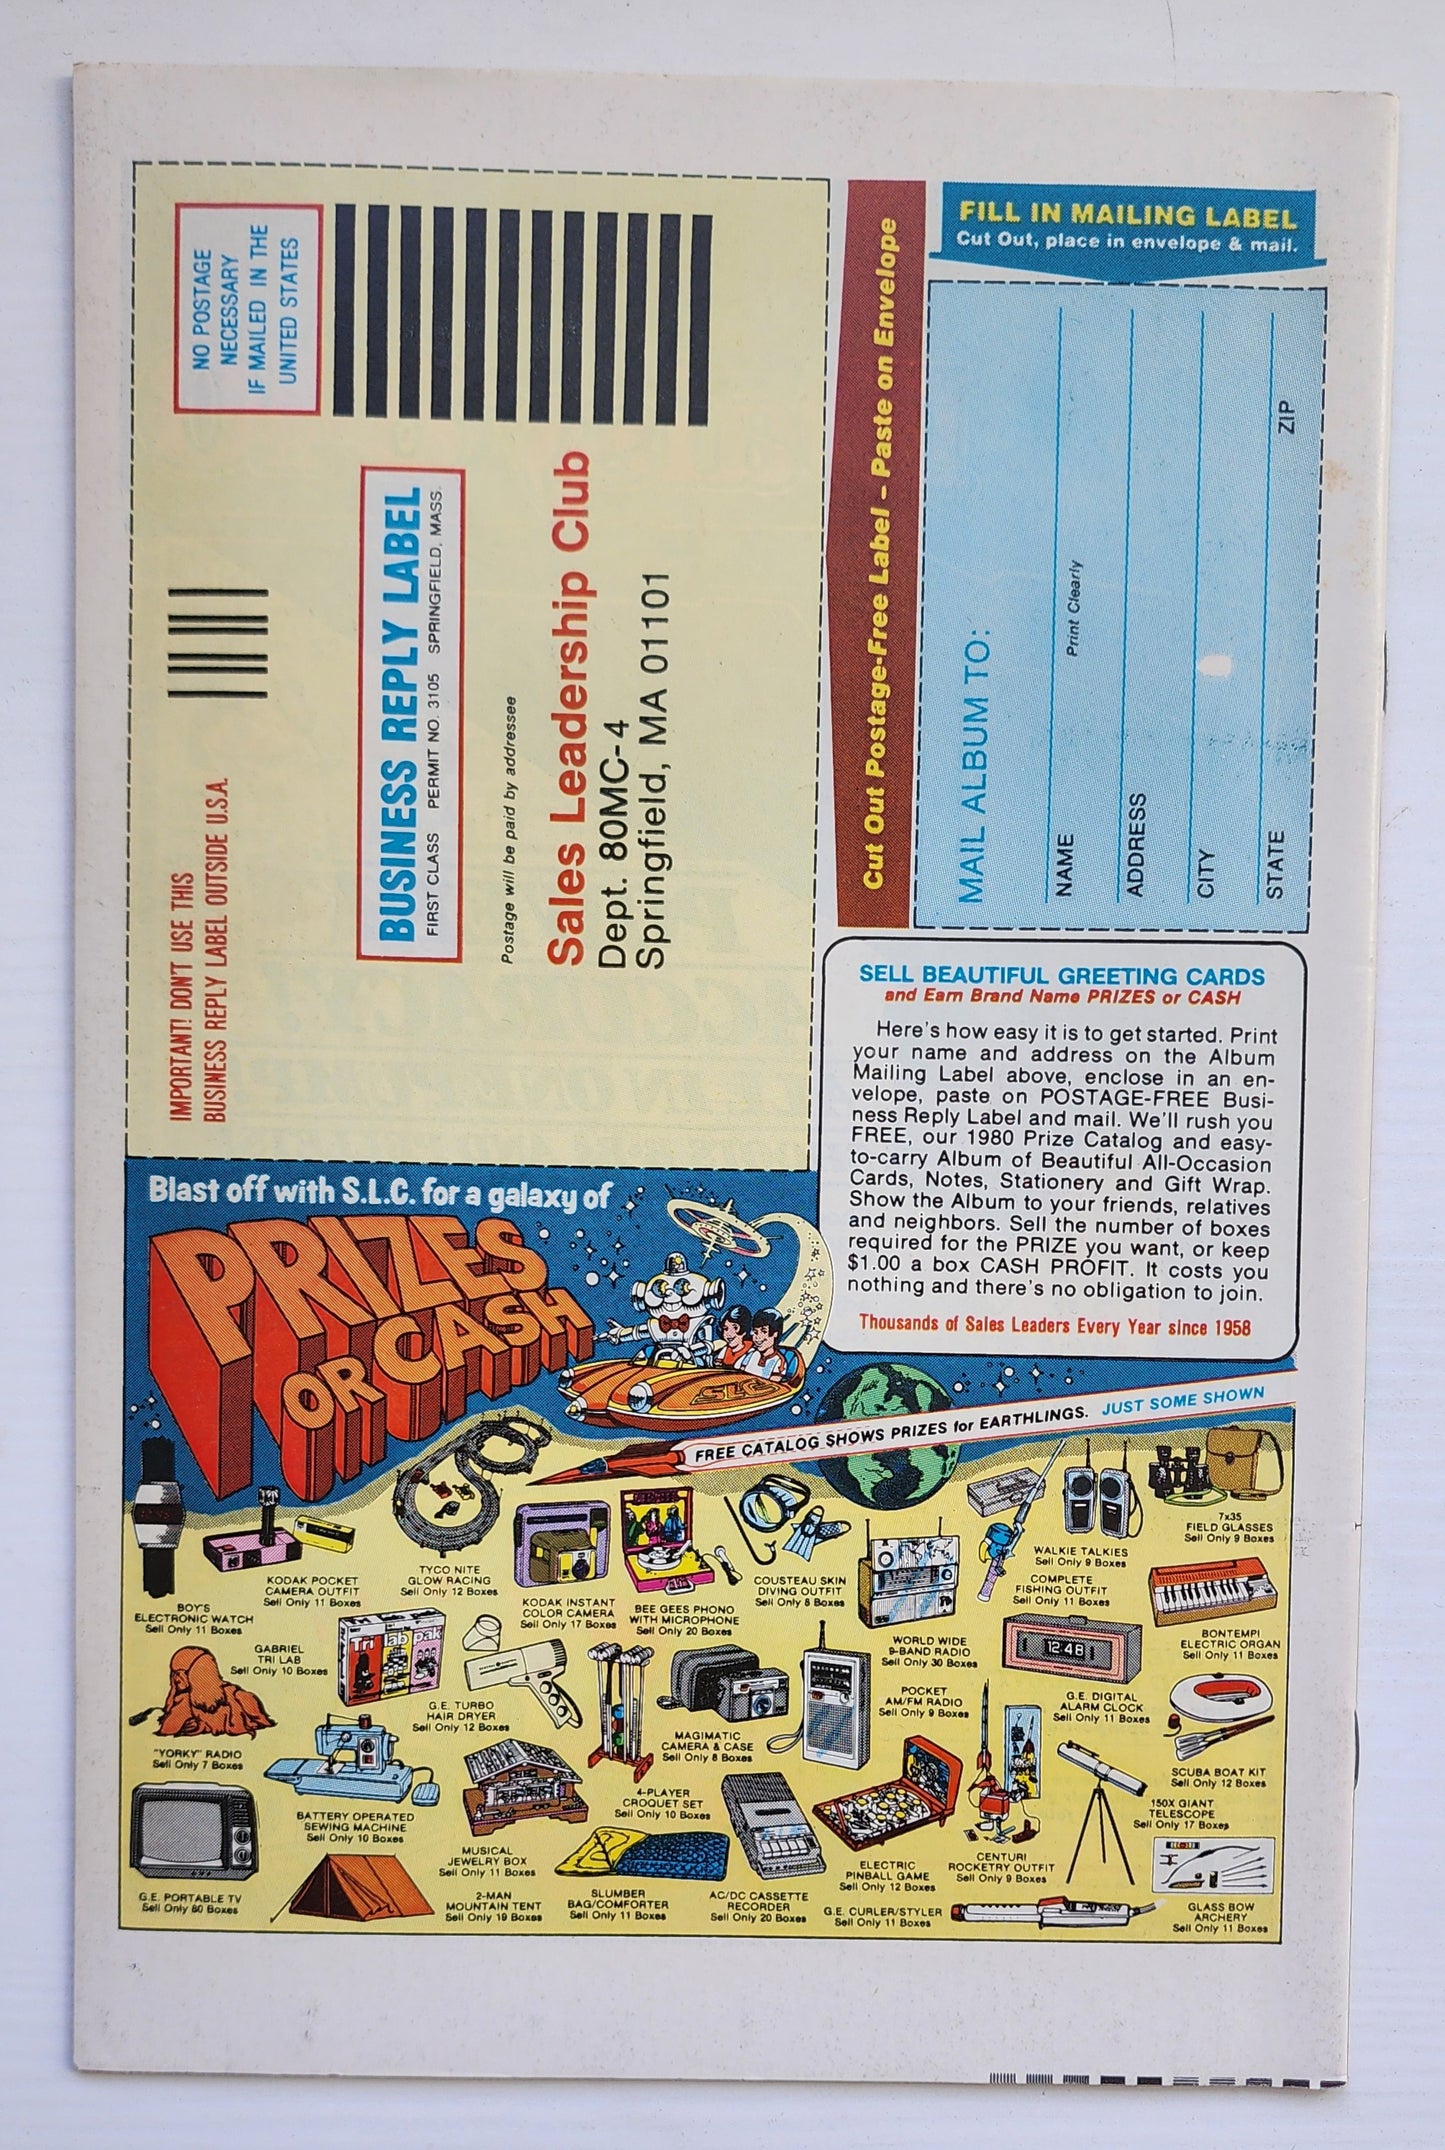 NO POSTAGE
NECESSARY
IF MAILED IN THE
UNITED STATES
IMPORTANT! DON'T USE THIS
BUSINESS REPLY LABEL OUTSIDE U.S.A.
BUSINESS REPLY LABEL
FIRST CLASS PERMIT NO. 3105 SPRINGFIELD, MASS.
Postage will be paid by addressee
Sales Leadership Club
Dept. 80MC-4
Springfield, MA 01101
Cut Out Postage-Free Label - Paste on Envelope
FILL IN MAILING LABEL
Cut Out, place in envelope & mail.
MAIL ALBUM TO:
NAME
Print Clearly
ADDRESS
CITY
STATE ZIP
SELL BEAUTIFUL GREETING CARDS
and Earn Brand Name PRIZES or CASH
Here's how easy it is to get started. Print
your name and address on the Album
Mailing Label above, enclose in an en-
velope, paste on POSTAGE-FREE Busi-
ness Reply Label and mail. We'll rush you
FREE, our 1980 Prize Catalog and easy-
to-carry Album of Beautiful All-Occasion
Cards, Notes, Stationery and Gift Wrap.
Show the Album to your friends, relatives
and neighbors. Sell the number of boxes
required for the PRIZE you want, or keep
$1.00 a box CASH PROFIT. It costs you
nothing and there's no obligation to join.
Thousands of Sales Leaders Every Year since 1958
Blast off with S.L.C. for a galaxy of
PRIZES
OR CASH
SLC
FREE CATALOG SHOWS PRIZES for EARTHLINGS. JUST SOME SHOWN
BOY'S
ELECTRONIC WATCH
Sell Only 11 Boxes
KODAK POCKET
CAMERA OUTFIT
Sell Only 11 Boxes
TYCO NITE
GLOW RACING
Sell Only 12 Boxes
KODAK INSTANT
COLOR CAMERA
Sell Only 17 Boxes
BEE GEES PHONO
WITH MICROPHONE
Sell Only 20 Boxes
COUSTEAU SKIN
DIVING OUTFIT
Sell Only 8 Boxes
WORLD WIDE
9-BAND RADIO
Sell Only 30 Boxes
COMPLETE
FISHING OUTFIT
Sell Only 11 Boxes
WALKIE TALKIES
Sell Only 9 Boxes
7x35
FIELD GLASSES
Sell Only 9 Boxes
BONTEMPI
ELECTRIC ORGAN
Sell Only 11 Boxes
GABRIEL
TRI LAB
Sell Only 10 Boxes
Tri lab pak
G.E. TURBO
HAIR DRYER
Sell Only 12 Boxes
MAGIMATIC
CAMERA & CASE
Sell Only 8 Boxes
POCKET
AM/FM RADIO
Sell Only 9 Boxes
12:48
G.E. DIGITAL
ALARM CLOCK
Sell Only 11 Boxes
"YORKY" RADIO
Sell Only 7 Boxes
BATTERY OPERATED
SEWING MACHINE
Sell Only 10 Boxes
MUSICAL
JEWELRY BOX
Sell Only 11 Boxes
4-PLAYER
CROQUET SET
Sell Only 10 Boxes
ELECTRIC
PINBALL GAME
Sell Only 12 Boxes
CENTURI
ROCKETRY OUTFIT
Sell Only 9 Boxes
150X GIANT
TELESCOPE
Sell Only 17 Boxes
SCUBA BOAT KIT
Sell Only 12 Boxes
G.E. PORTABLE TV
Sell Only 60 Boxes
2-MAN
MOUNTAIN TENT
Sell Only 19 Boxes
SLUMBER
BAG/COMFORTER
Sell Only 11 Boxes
AC/DC CASSETTE
RECORDER
Sell Only 20 Boxes
G.E. CURLER/STYLER
Sell Only 11 Boxes
GLASS BOW
ARCHERY
Sell Only 11 Boxes